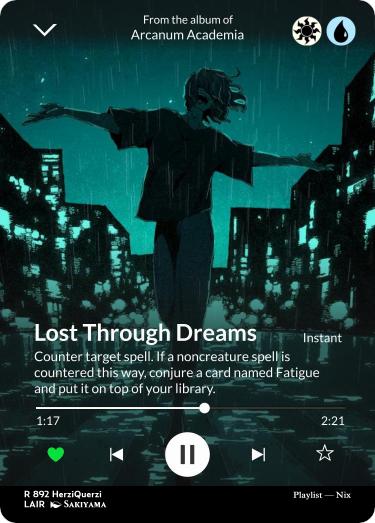 From the album of
Arcanum Academia
Lost Through Dreams
Instant
Counter target spell. If a noncreature spell is
countered this way, conjure a card named Fatigue
and put it on top of your library.
1:17
2:21
R 892 HerziQuerzi
Playlist — Nix
LAIR SAKIYAMA